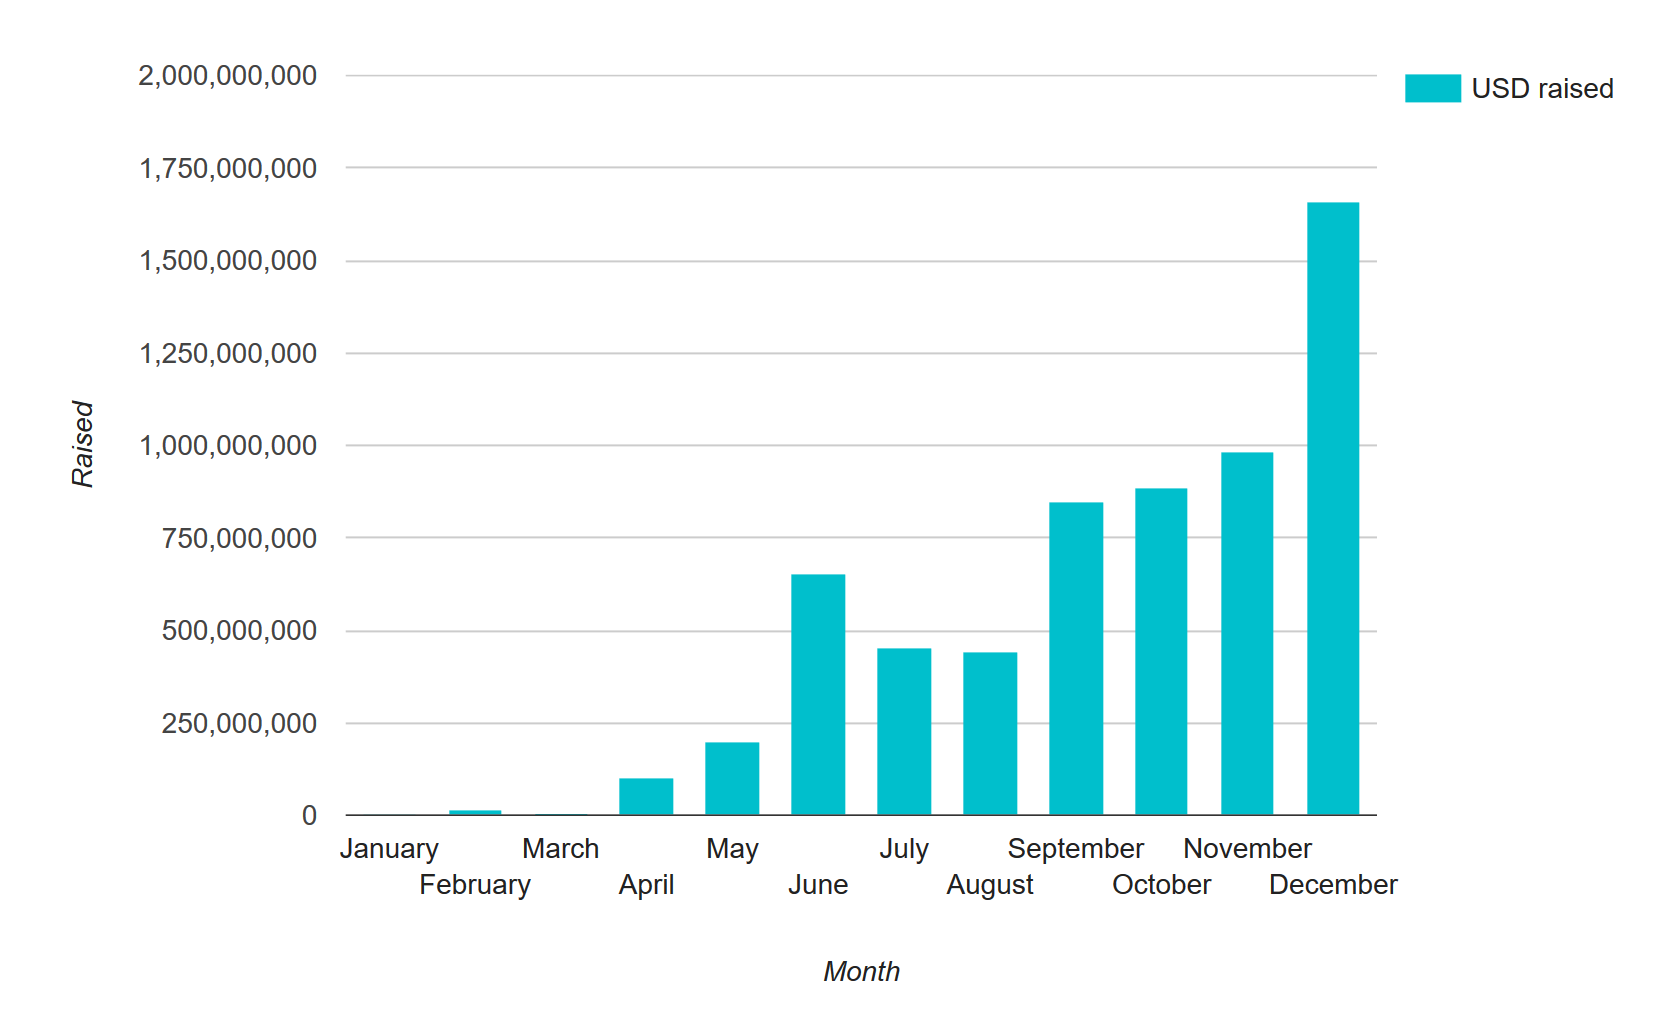 2,000,000,000
1,750,000,000
1,500,000,000
1,250,000,000
1,000,000,000
750,000,000
500,000,000
250,000,000
0
Raised
USD raised
January
February
March
April
May
June
July
August
September
October
November
December
Month